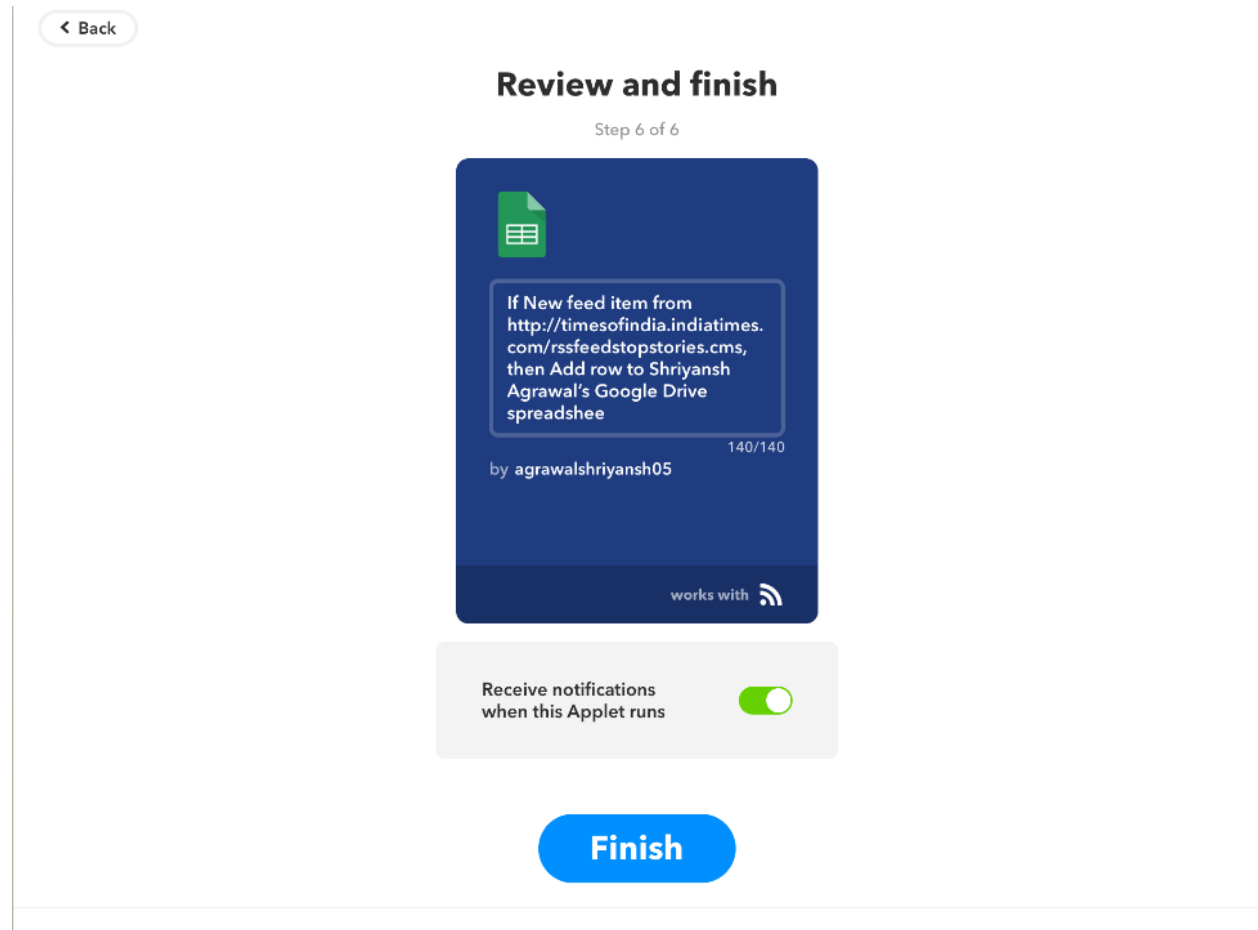 Back
Review and finish
Step 6 of 6
If New feed item from
http://timesofindia.indiatimes.
com/rssfeedstopstories.cms,
then Add row to Shriyansh
Agrawal's Google Drive
spreadshee
140/140
by agrawalshriyansh05
works with
Receive notifications
when this Applet runs
Finish